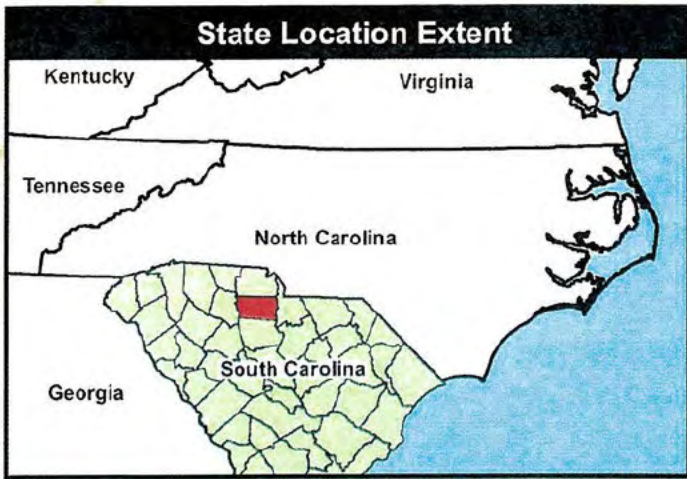 State Location Extent
Kentucky
Virginia
Tennessee
North Carolina
South Carolina
Georgia